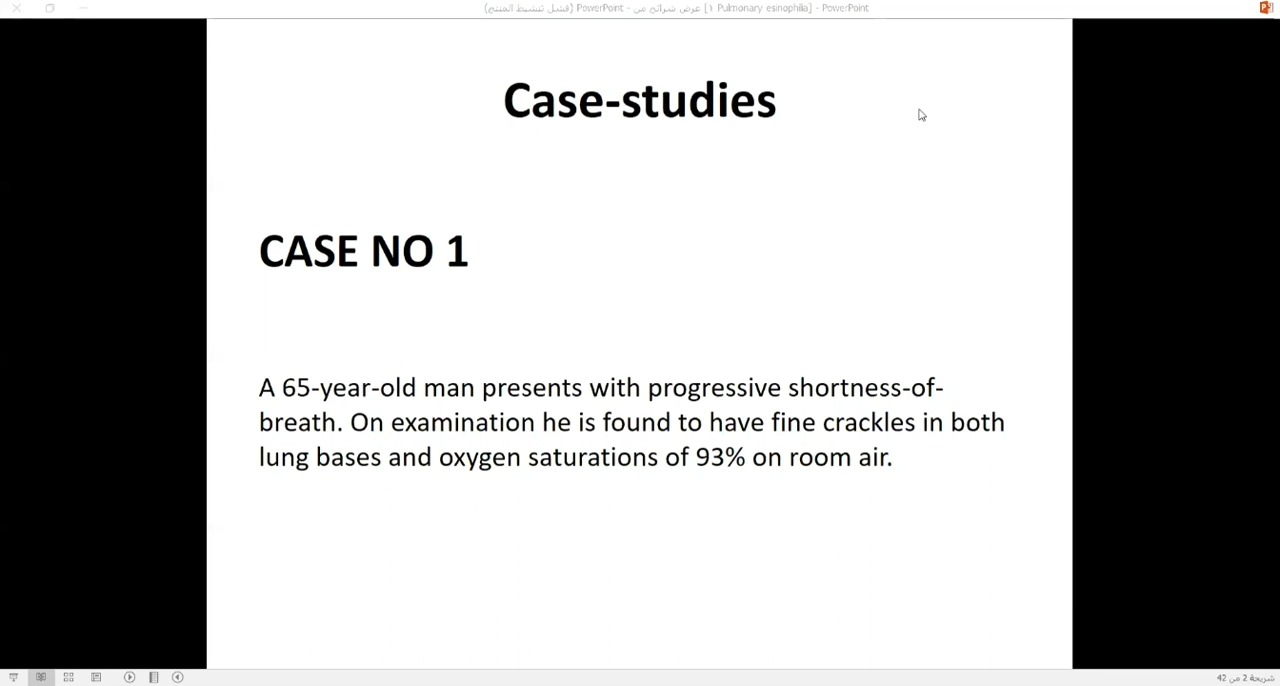 عرض شرائح من - PowerPoint (فشل تنشيط المنتج) [1 Pulmonary esinophilia] - PowerPoint
Case-studies
CASE NO 1
A 65-year-old man presents with progressive shortness-of-
breath. On examination he is found to have fine crackles in both
lung bases and oxygen saturations of 93% on room air.
شريحة 2 من 42